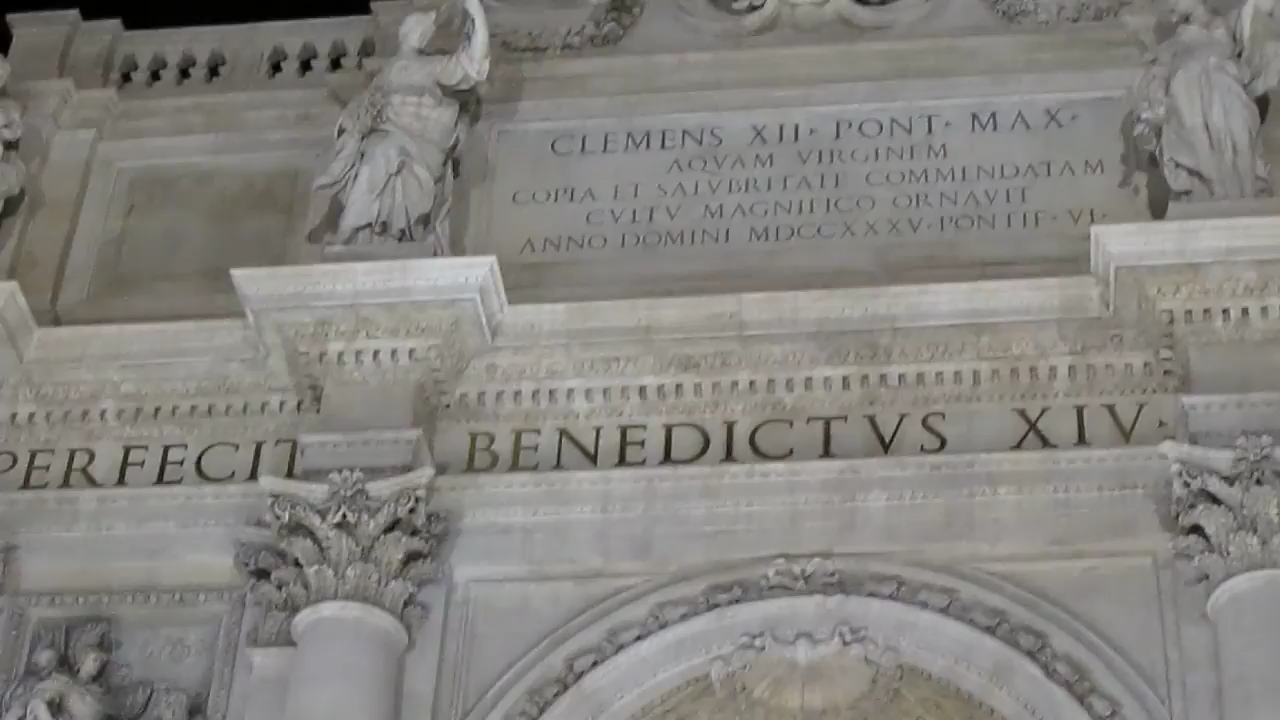 CLEMENS XII· PONT· MAX·
AQVAM VIRGINEM
COPIA ET SALVBRITATE COMMENDATAM
CVLTV MAGNIFICO ORNAVIT
ANNO DOMINI MDCCXXXV·PONTIF·VI·
PERFECIT BENEDICTVS XIV·